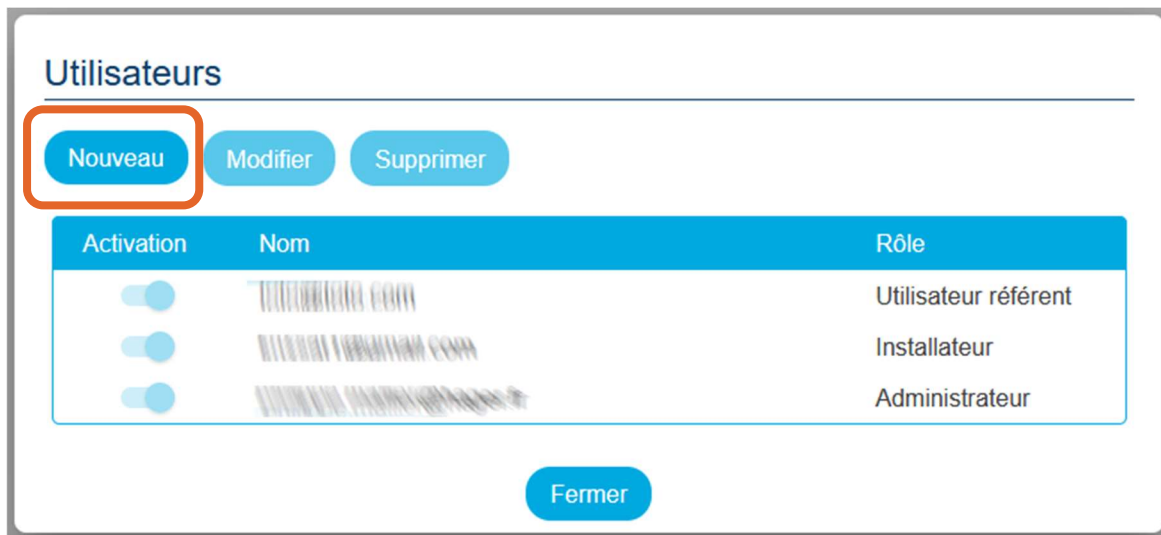 Utilisateurs
Nouveau Modifier Supprimer
Activation Nom Rôle
Utilisateur référent
Installateur
Administrateur
Fermer